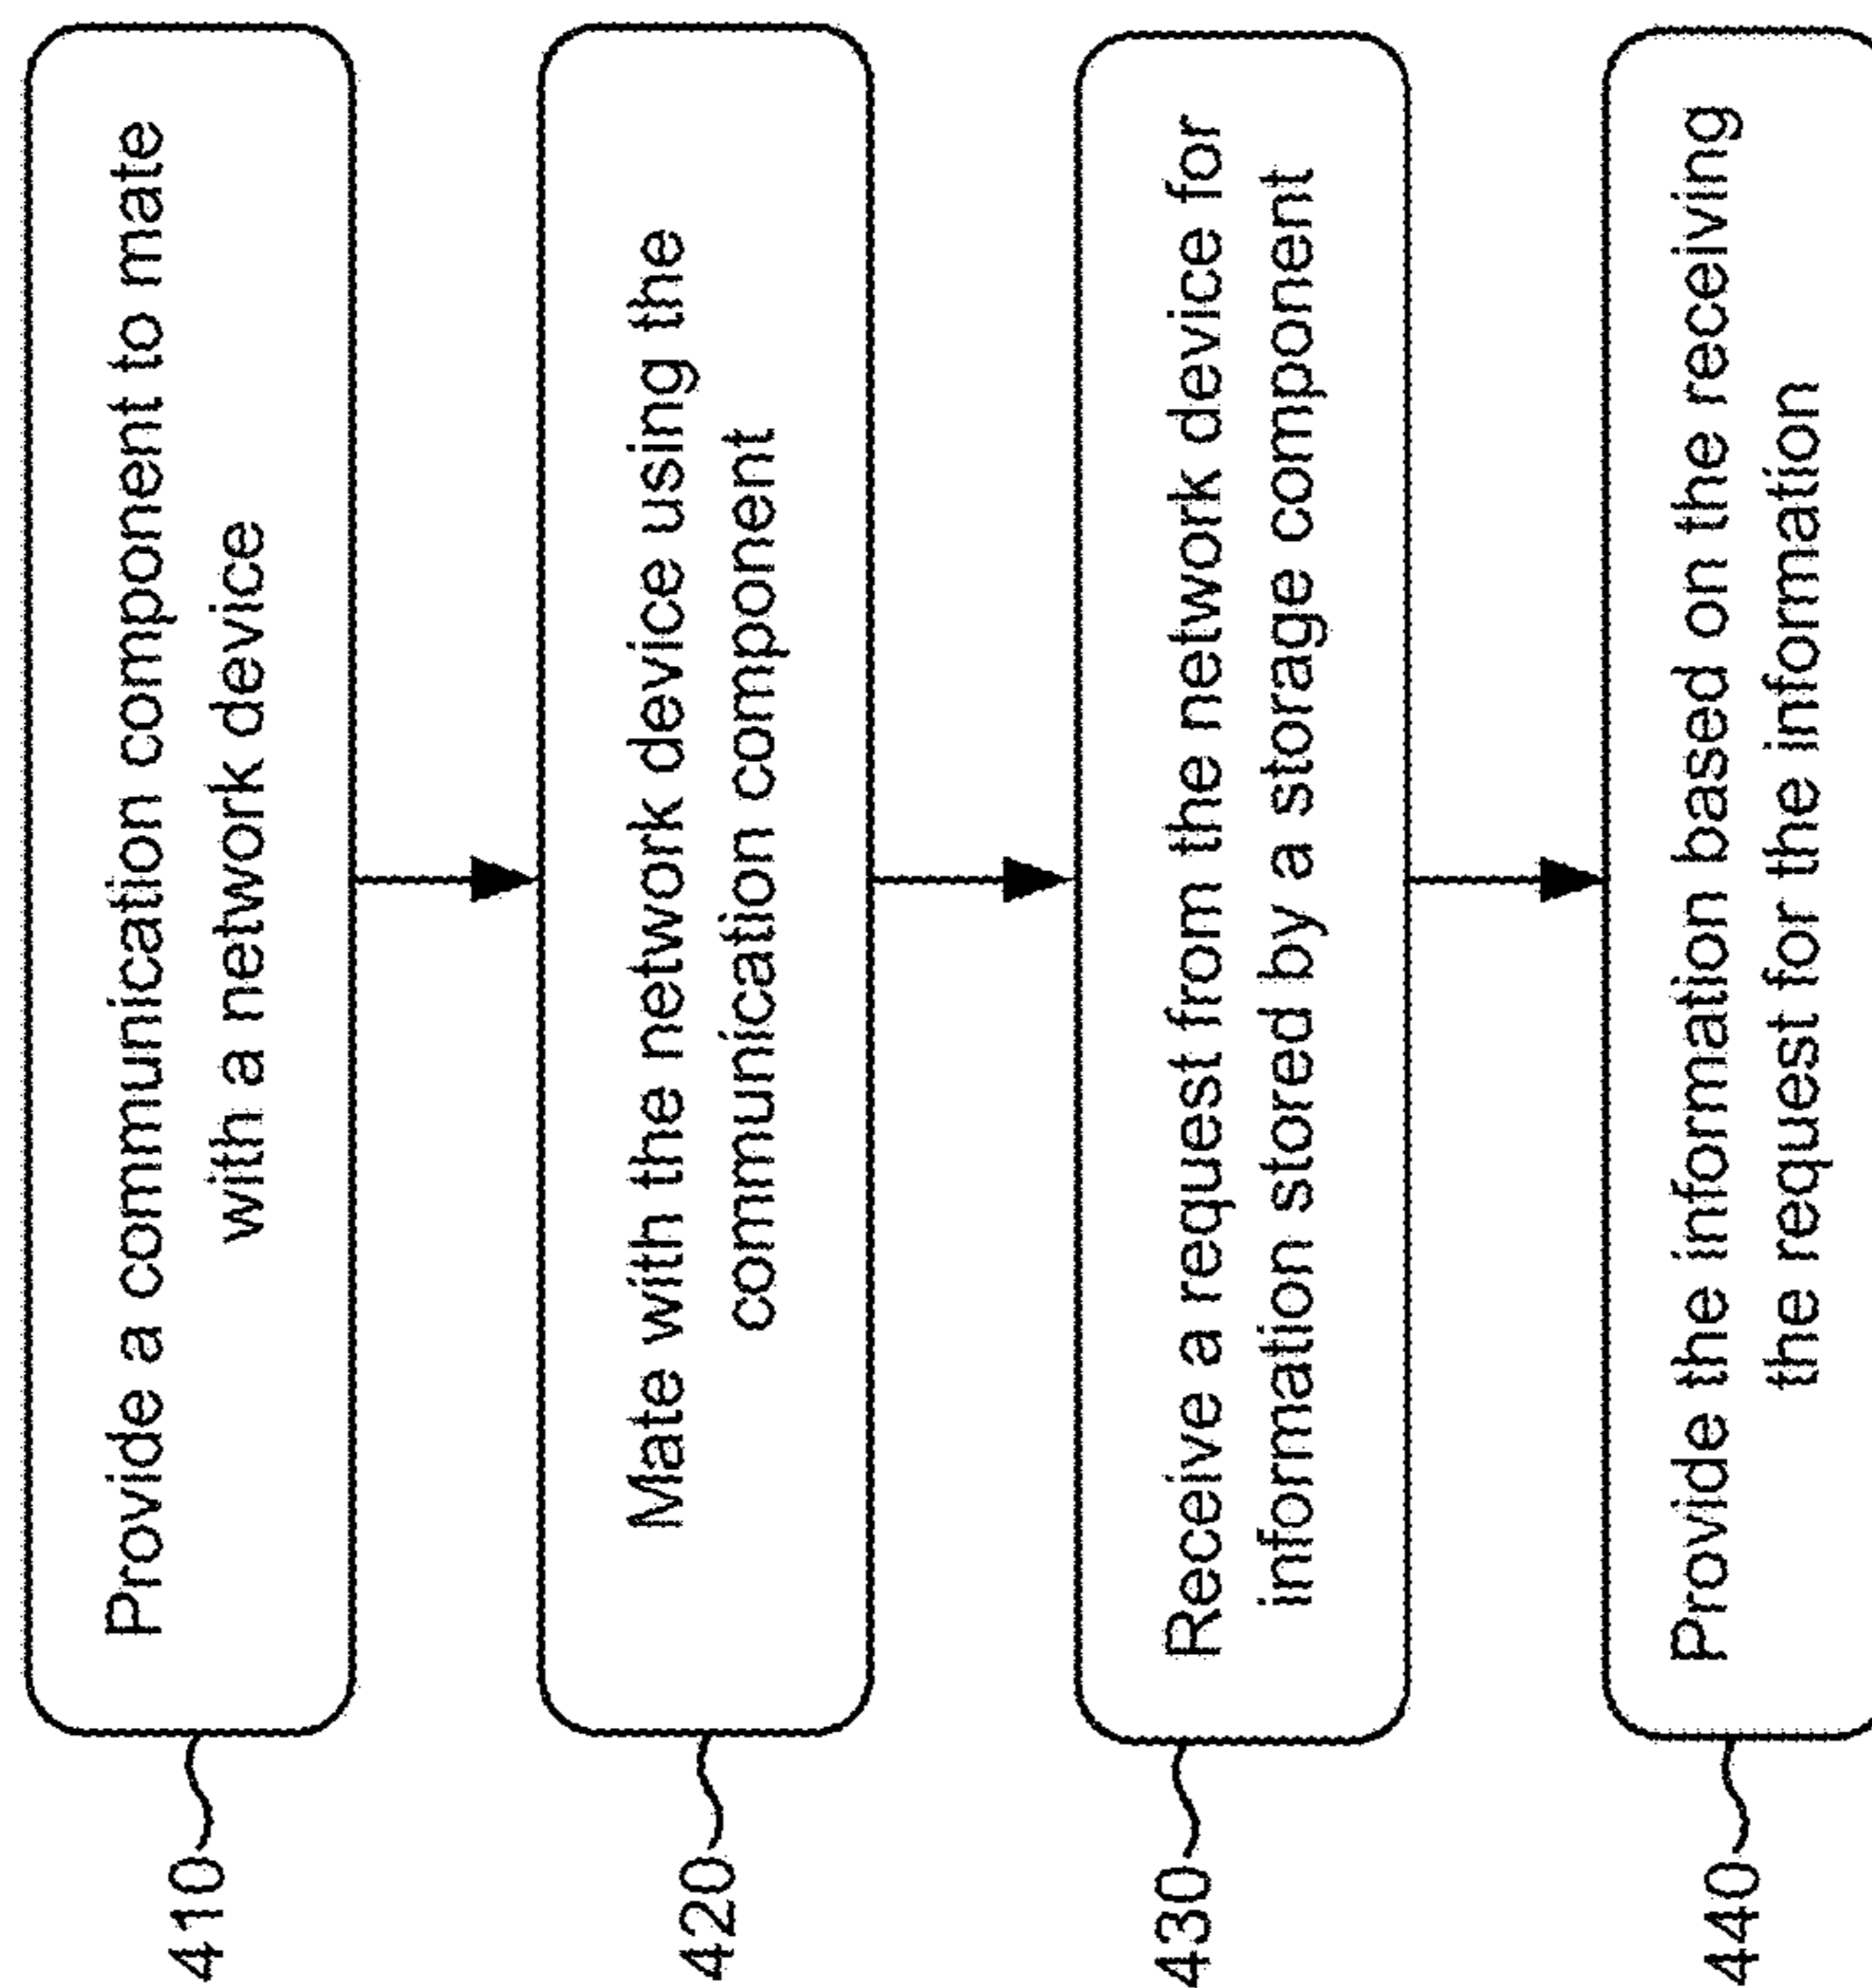 410
Provide a communication component to mate
with a network device
420
Mate with the network device using the
communication component
430
Receive a request from the network device for
information stored by a storage component
440
Provide the information based on the receiving
the request for the information